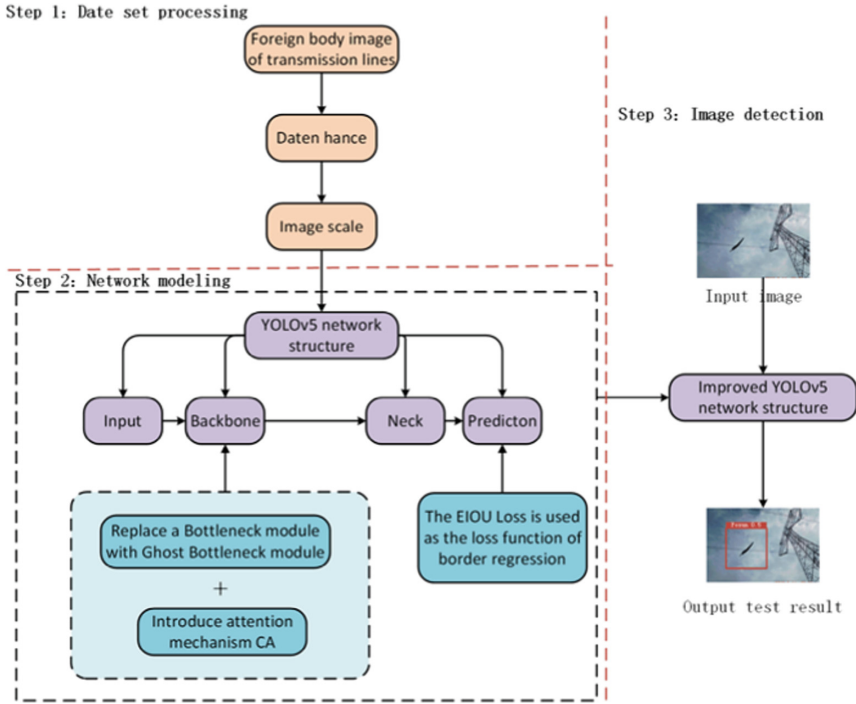 Step 1: Date set processing
Foreign body image
of transmission lines
Daten hance
Image scale
Step 2: Network modeling
YOLOv5 network
structure
Input
Backbone
Neck
Predicton
Replace a Bottleneck module
with Ghost Bottleneck module
+
Introduce attention
mechanism CA
The EIOU Loss is used
as the loss function of
border regression
Step 3: Image detection
Input image
Improved YOLOv5
network structure
Output test result